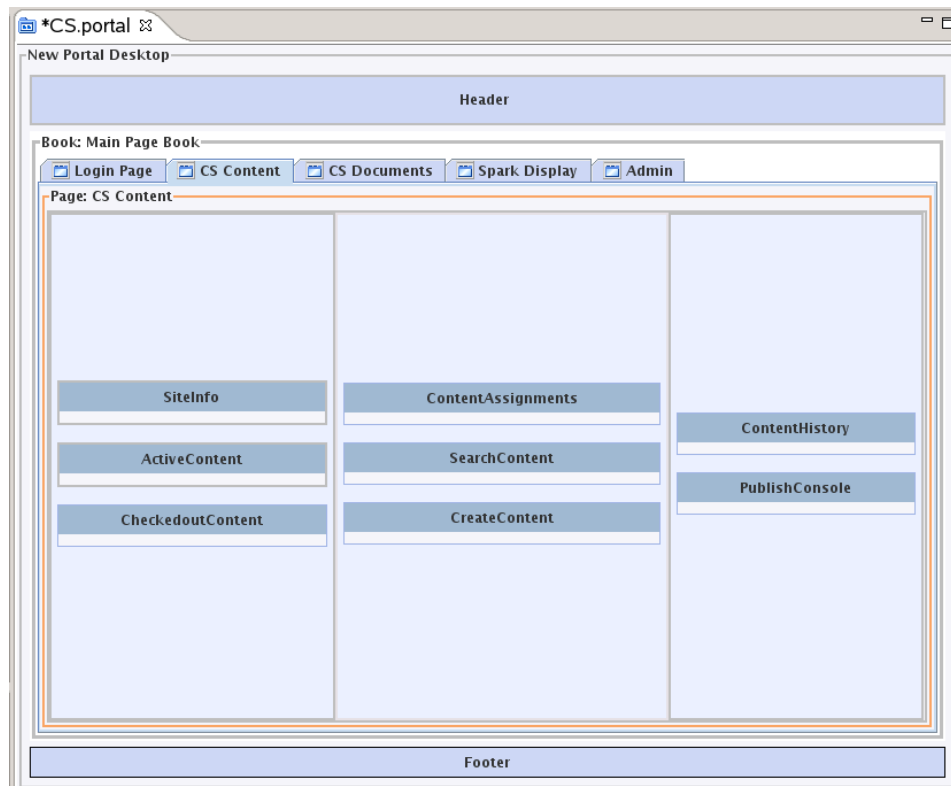 *CS.portal
New Portal Desktop
Header
Book: Main Page Book
Login Page CS Content CS Documents Spark Display Admin
Page: CS Content
SiteInfo
ActiveContent
CheckedoutContent
ContentAssignments
SearchContent
CreateContent
ContentHistory
PublishConsole
Footer